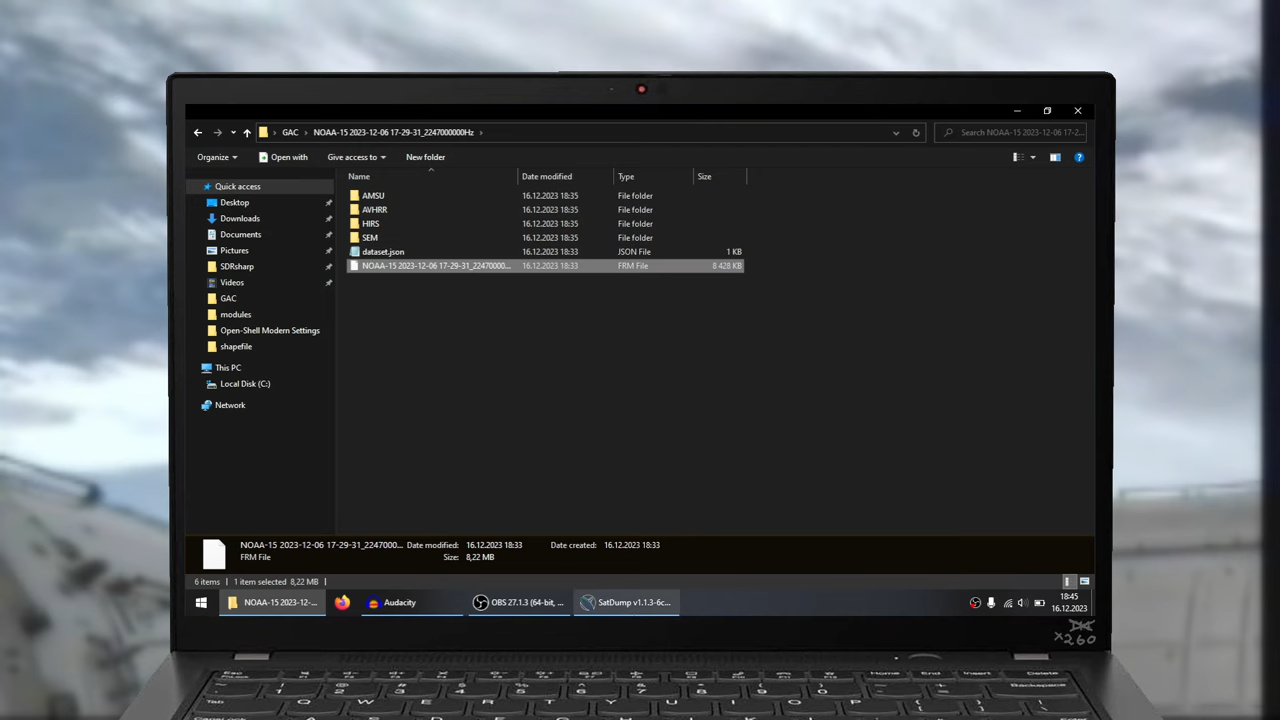 GAC NOAA-15 2023-12-06 17-29-31_2247000000Hz
Search NOAA-15 2023-12-06 17-2...
Organize Open with Give access to New folder
Name Date modified Type Size
Quick access
Desktop
Downloads
Documents
Pictures
SDRsharp
Videos
GAC
modules
Open-Shell Modern Settings
shapefile
This PC
Local Disk (C:)
Network
AMSU 16.12.2023 18:35 File folder
AVHRR 16.12.2023 18:35 File folder
HIRS 16.12.2023 18:35 File folder
SEM 16.12.2023 18:35 File folder
dataset.json 16.12.2023 18:33 JSON File 1 KB
NOAA-15 2023-12-06 17-29-31_22470000... 16.12.2023 18:33 FRM File 8 428 KB
NOAA-15 2023-12-06 17-29-31_2247000... Date modified: 16.12.2023 18:33 Date created: 16.12.2023 18:33
FRM File Size: 8,22 MB
6 items 1 item selected 8,22 MB
NOAA-15 2023-12-... Audacity OBS 27.1.3 (64-bit, ... SatDump v1.1.3-6c...
18:45
16.12.2023
x260
Home End Insert Delete
Backspace
Tab Q W E R T Y U I O P